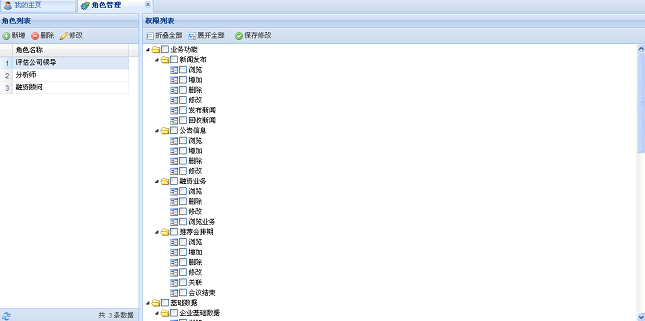 我的主页 角色管理
角色列表
新增 删除 修改
角色名称
1 评估公司领导
2 分析师
3 融资顾问
共 3 条数据
权限列表
折叠全部 展开全部 保存修改
业务功能
新闻发布
浏览
增加
删除
修改
发布新闻
回收新闻
公告信息
浏览
增加
删除
修改
融资业务
浏览
删除
修改
浏览业务
推荐会排期
浏览
增加
删除
修改
关联
会议结束
基础数据
企业基础数据